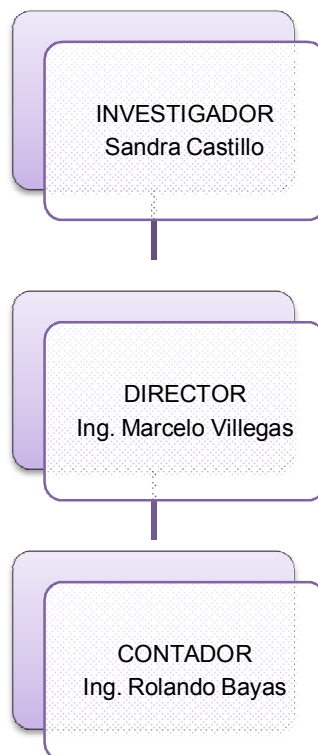 INVESTIGADOR
Sandra Castillo
DIRECTOR
Ing. Marcelo Villegas
CONTADOR
Ing. Rolando Bayas